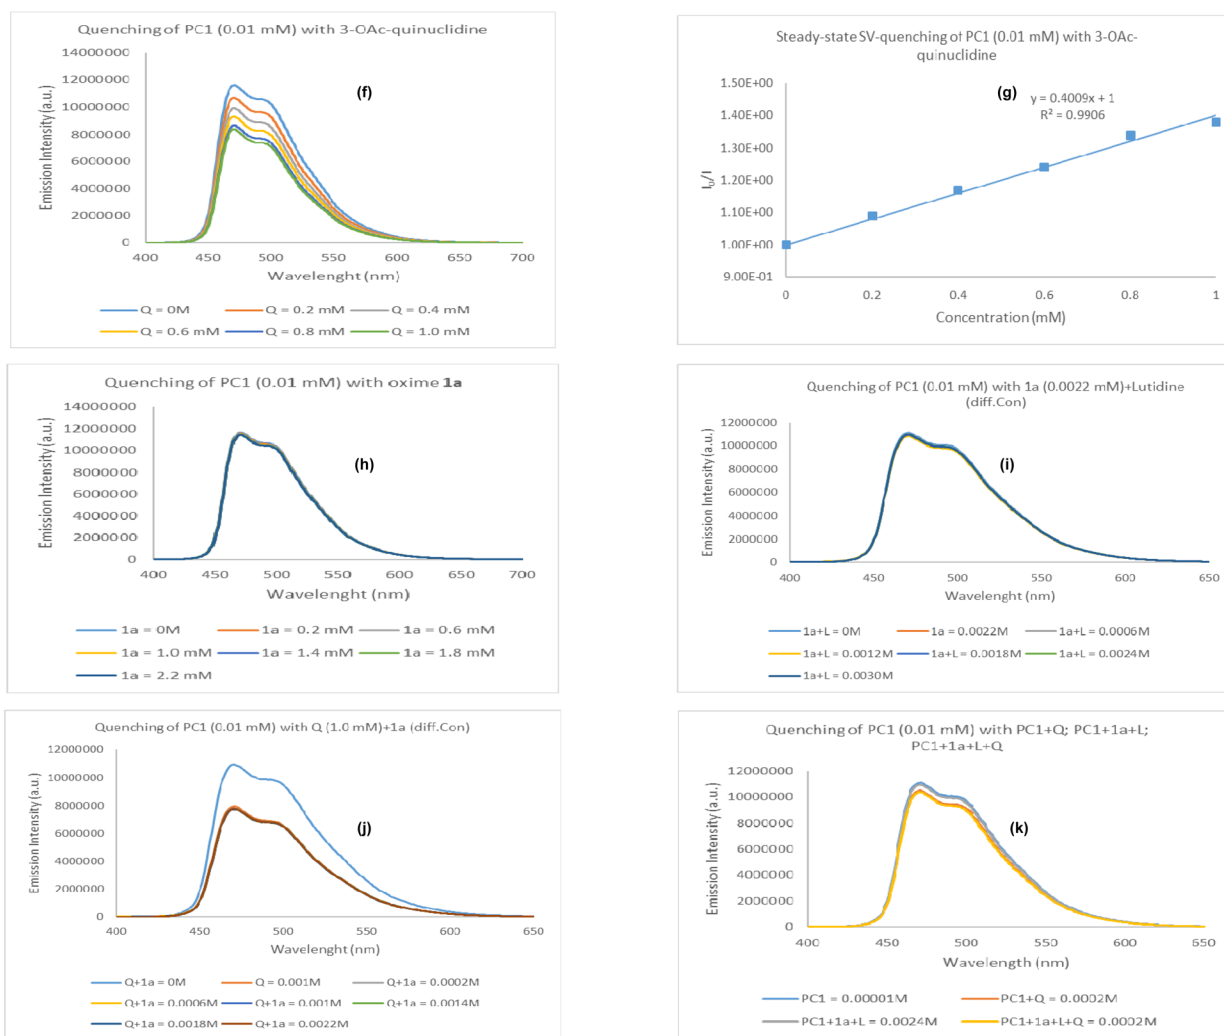 Quenching of PC1 (0.01 mM) with 3-OAc-quinuclidine
14000000
12000000
10000000
8000000
6000000
4000000
2000000
0
Emission Intensity (a.u.)
(f)
400 450 500 550 600 650 700
Wavelenght (nm)
Q = 0M Q = 0.2 mM Q = 0.4 mM
Q = 0.6 mM Q = 0.8 mM Q = 1.0 mM
Steady-state SV-quenching of PC1 (0.01 mM) with 3-OAc-
quinuclidine
1.50E+00
1.40E+00
1.30E+00
1.20E+00
1.10E+00
1.00E+00
9.00E-01
I₀/I
(g)
y = 0.4009x + 1
R² = 0.9906
0 0.2 0.4 0.6 0.8 1
Concentration (mM)
Quenching of PC1 (0.01 mM) with oxime 1a
14000000
12000000
10000000
8000000
6000000
4000000
2000000
0
Emission Intensity (a.u.)
(h)
400 450 500 550 600 650 700
Wavelenght (nm)
1a = 0M 1a = 0.2 mM 1a = 0.6 mM
1a = 1.0 mM 1a = 1.4 mM 1a = 1.8 mM
1a = 2.2 mM
Quenching of PC1 (0.01 mM) with 1a (0.0022 mM)+Lutidine
(diff.Con)
12000000
10000000
8000000
6000000
4000000
2000000
0
Emission Intensity (a.u.)
(i)
400 450 500 550 600 650
Wavelenght (nm)
1a+L = 0M 1a = 0.0022M 1a+L = 0.0006M
1a+L = 0.0012M 1a+L = 0.0018M 1a+L = 0.0024M
1a+L = 0.0030M
Quenching of PC1 (0.01 mM) with Q (1.0 mM)+1a (diff.Con)
12000000
10000000
8000000
6000000
4000000
2000000
0
Emission Intensity (a.u.)
(j)
400 450 500 550 600 650
Wavelenght (nm)
Q+1a = 0M Q = 0.001M Q+1a = 0.0002M
Q+1a = 0.0006M Q+1a = 0.001M Q+1a = 0.0014M
Q+1a = 0.0018M Q+1a = 0.0022M
Quenching of PC1 (0.01 mM) with PC1+Q; PC1+1a+L;
PC1+1a+L+Q
12000000
10000000
8000000
6000000
4000000
2000000
0
Emission Intensity (a.u.)
(k)
400 450 500 550 600 650
Wavelength (nm)
PC1 = 0.00001M PC1+Q = 0.0002M
PC1+1a+L = 0.0024M PC1+1a+L+Q = 0.0002M